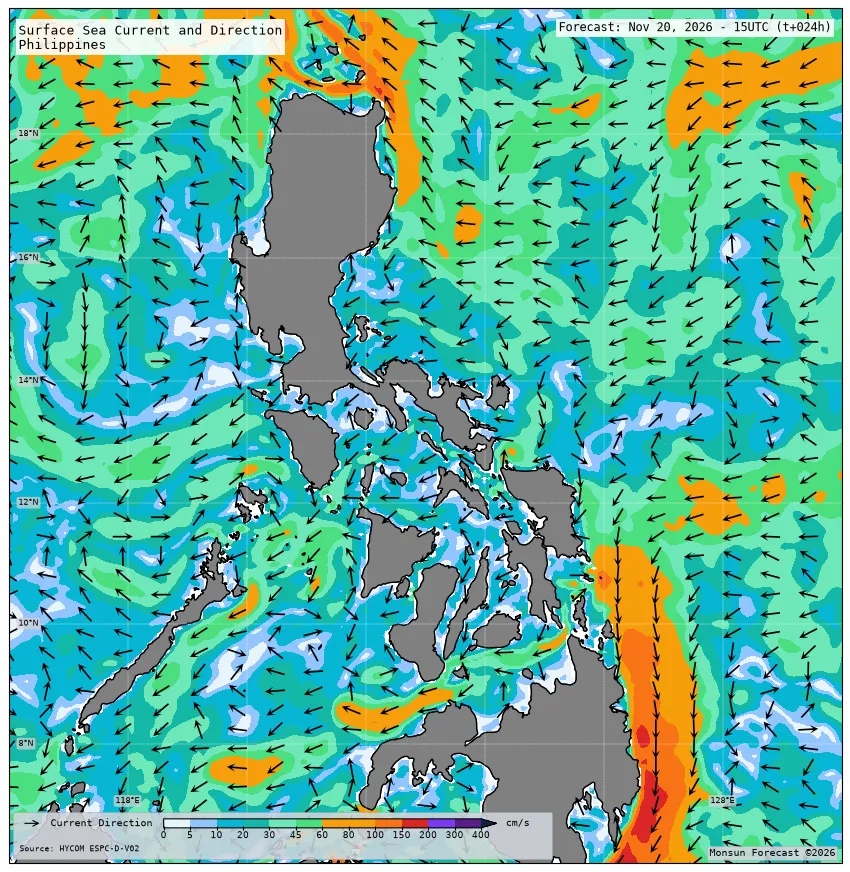 Surface Sea Current and Direction
Philippines
Forecast: Nov 20, 2026 - 15UTC (t+024h)
18°N
16°N
14°N
12°N
10°N
8°N
118°E
128°E
Current Direction
0 5 10 20 30 45 60 80 100 150 200 300 400
cm/s
Source: HYCOM ESPC-D-V02
Monsun Forecast ©2026